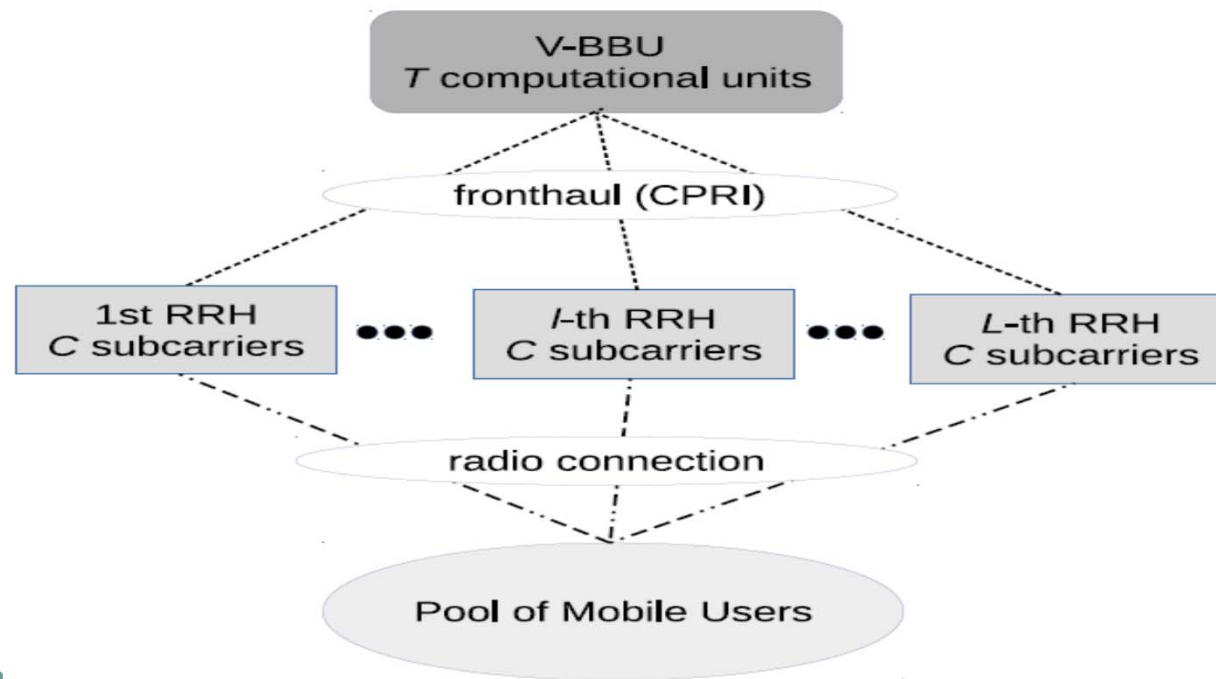 V-BBU
T computational units
fronthaul (CPRI)
1st RRH
C subcarriers
l-th RRH
C subcarriers
L-th RRH
C subcarriers
radio connection
Pool of Mobile Users